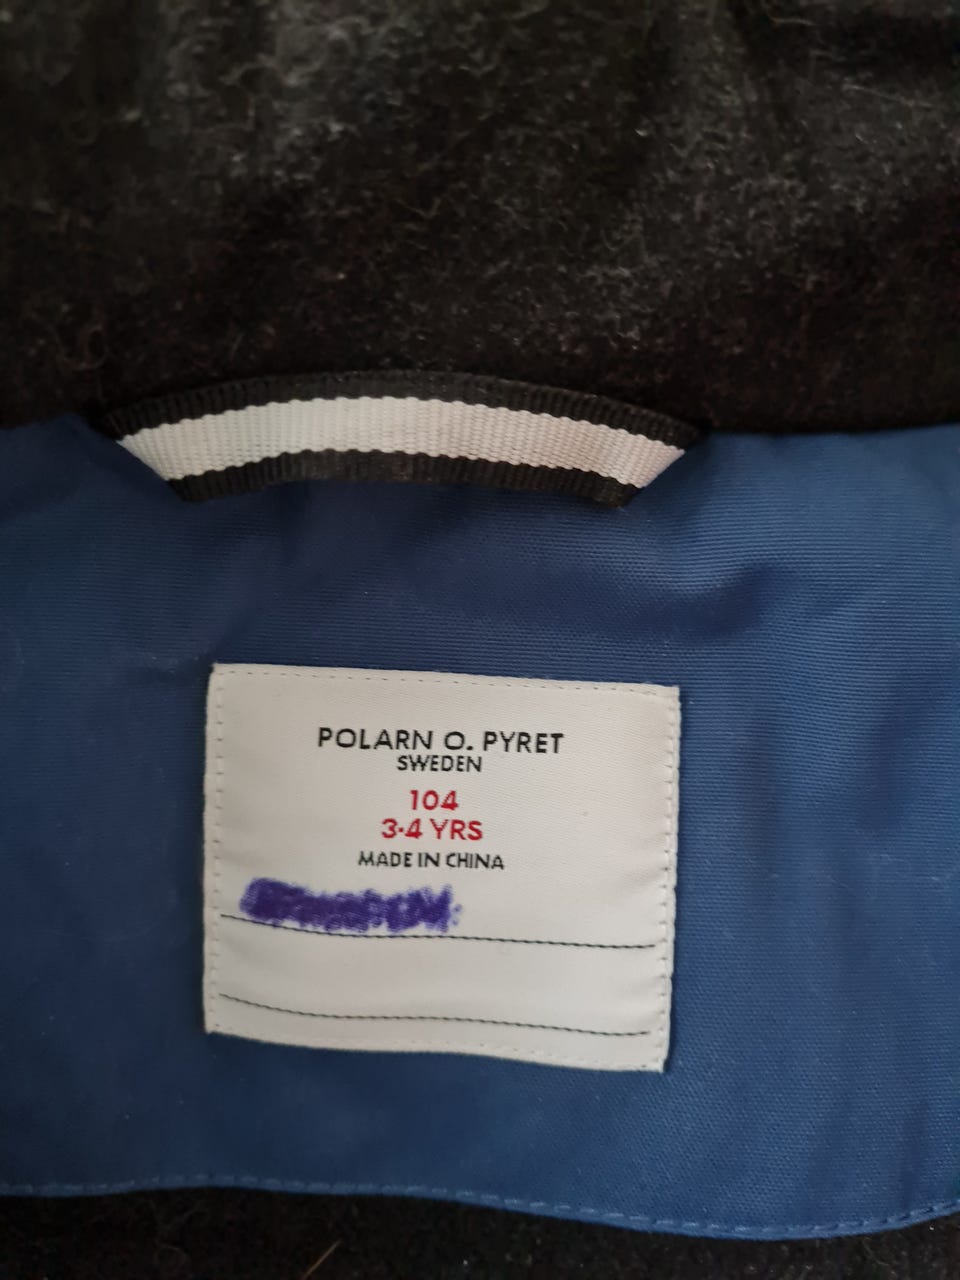 POLARN O. PYRET
SWEDEN
104
3-4 YRS
MADE IN CHINA